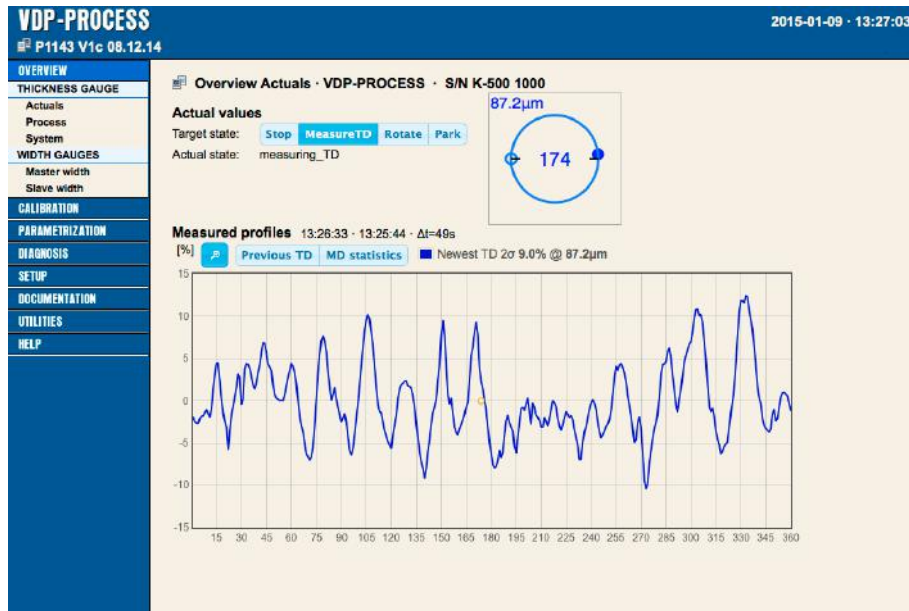 VDP-PROCESS
2015-01-09 · 13:27:03
P1143 V1c 08.12.14
OVERVIEW
THICKNESS GAUGE
Actuals
Process
System
WIDTH GAUGES
Master width
Slave width
CALIBRATION
PARAMETRIZATION
DIAGNOSIS
SETUP
DOCUMENTATION
UTILITIES
HELP
Overview Actuals · VDP-PROCESS · S/N K-500 1000
Actual values
Target state: Stop MeasureTD Rotate Park
Actual state: measuring_TD
87.2µm
174
Measured profiles 13:26:33 · 13:25:44 · Δt=49s
[%] Previous TD MD statistics Newest TD 2σ 9.0% @ 87.2µm
15
10
5
0
-5
-10
-15
15 30 45 60 75 90 105 120 135 150 165 180 195 210 225 240 255 270 285 300 315 330 345 360